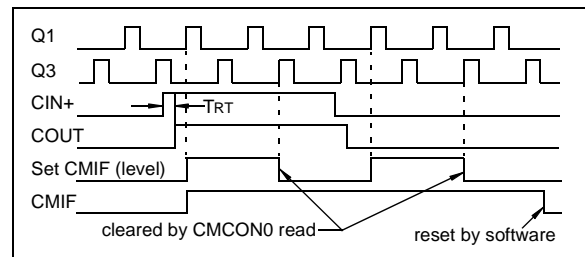 Q1
Q3
CIN+
TRT
COUT
Set CMIF (level)
CMIF
cleared by CMCON0 read
reset by software